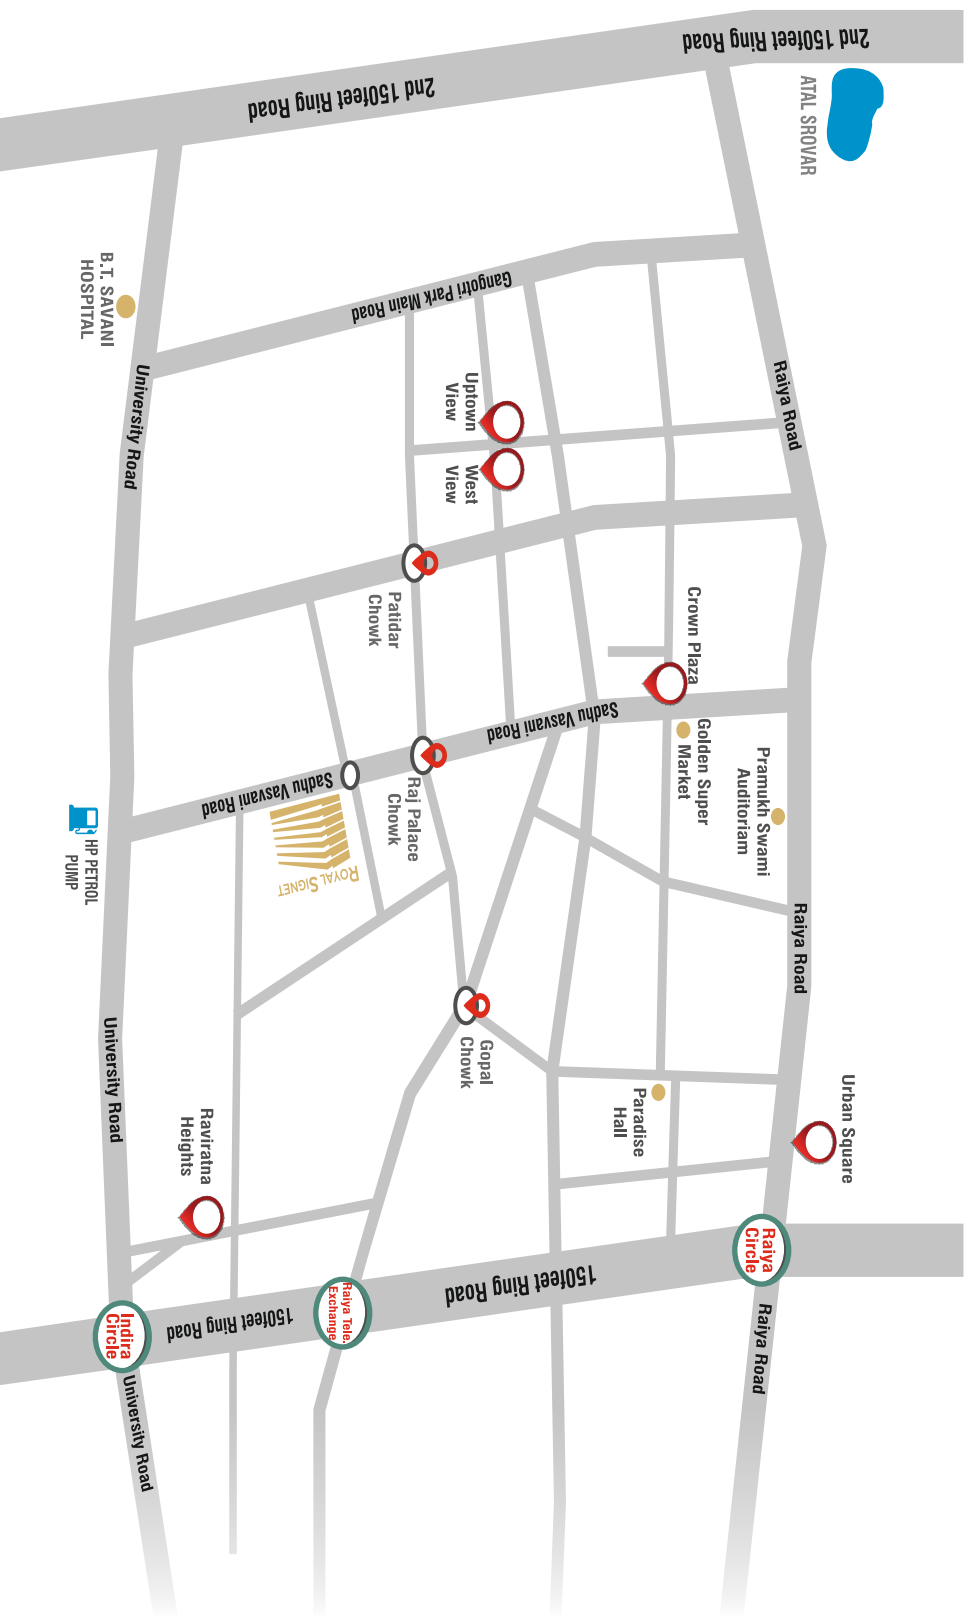 2nd 150feet Ring Road
2nd 150feet Ring Road
ATAL SROVAR
B.T. SAVANI
HOSPITAL
Gangotri Park Main Road
University Road
Raiya Road
Uptown
View
West
View
Patidar
Chowk
Crown Plaza
Sadhu Vasvani Road
Golden Super
Market
Pramukh Swami
Auditoriam
Sadhu Vasvani Road
Raj Palace
Chowk
HP PETROL
PUMP
ROYAL SIGNET
Raiya Road
University Road
Gopal
Chowk
Paradise
Hall
Urban Square
Raviratna
Heights
Raiya
Circle
150feet Ring Road
Raiya Tele.
Exchange
150feet Ring Road
Indira
Circle
Raiya Road
University Road